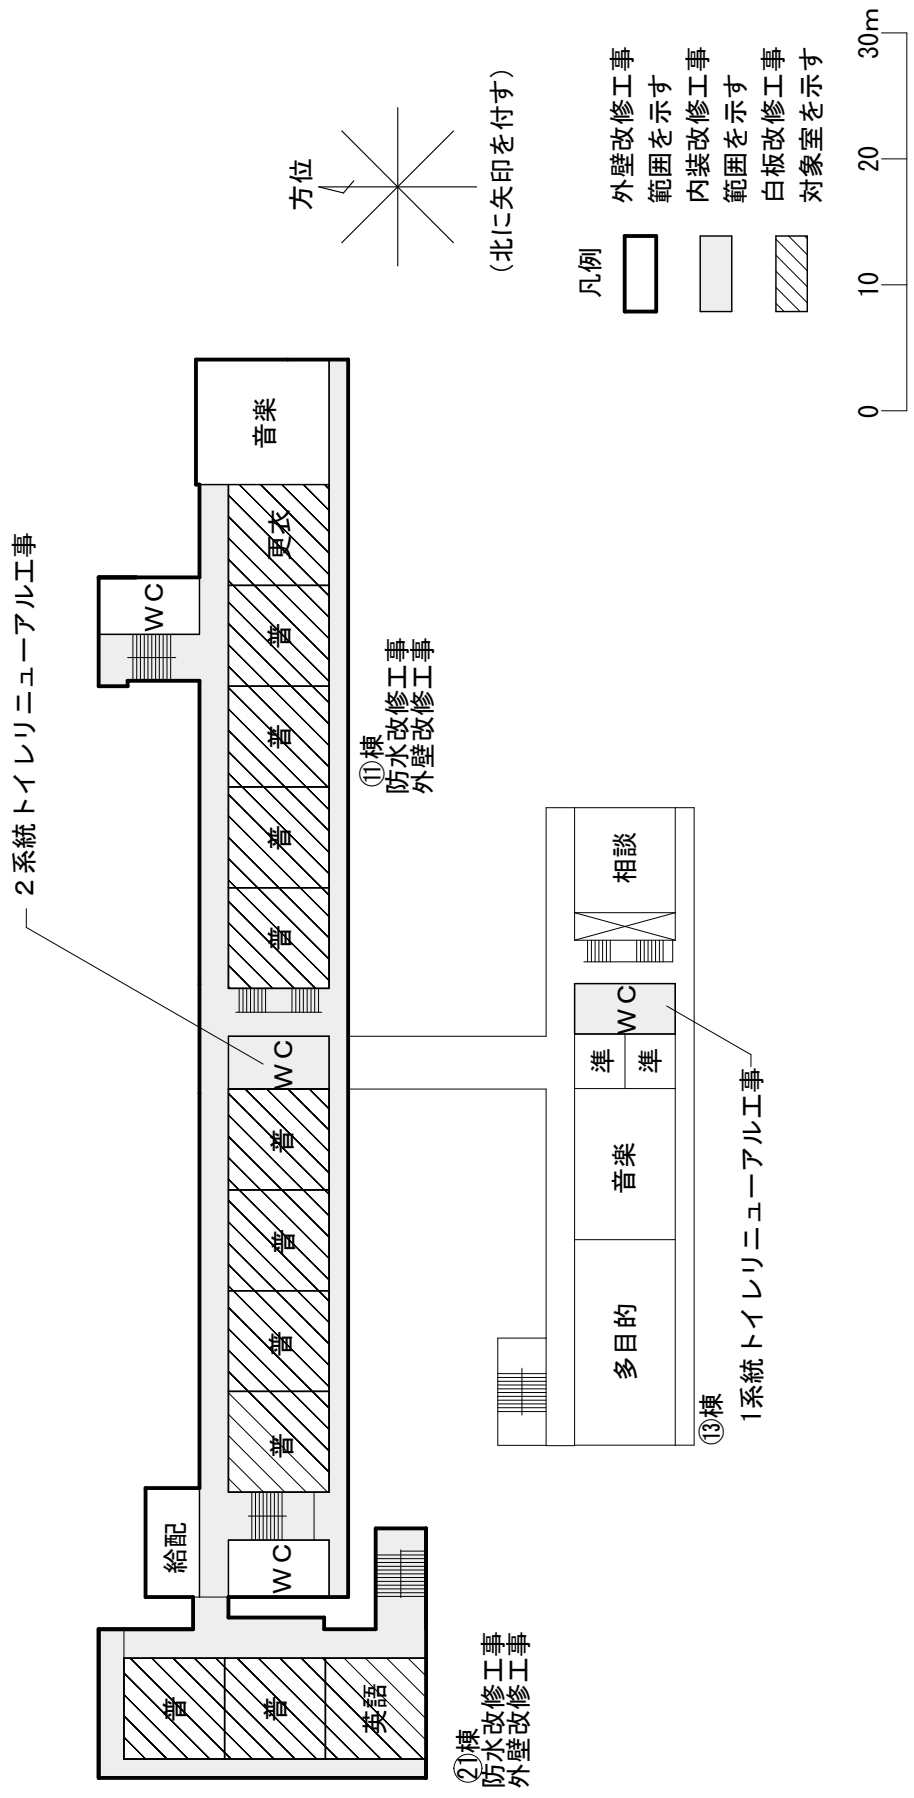 2系統トイレリニューアル工事
方位
(北に矢印を付す)
凡例
外壁改修工事
範囲を示す
内装改修工事
範囲を示す
白板改修工事
対象室を示す
0
10
20
30m
給配
WC
音楽
普
普
英語
WC
普
普
普
普
WC
普
普
普
普
更衣
㉑棟
防水改修工事
外壁改修工事
⑪棟
防水改修工事
外壁改修工事
多目的
音楽
準
準
WC
相談
⑬棟
1系統トイレリニューアル工事